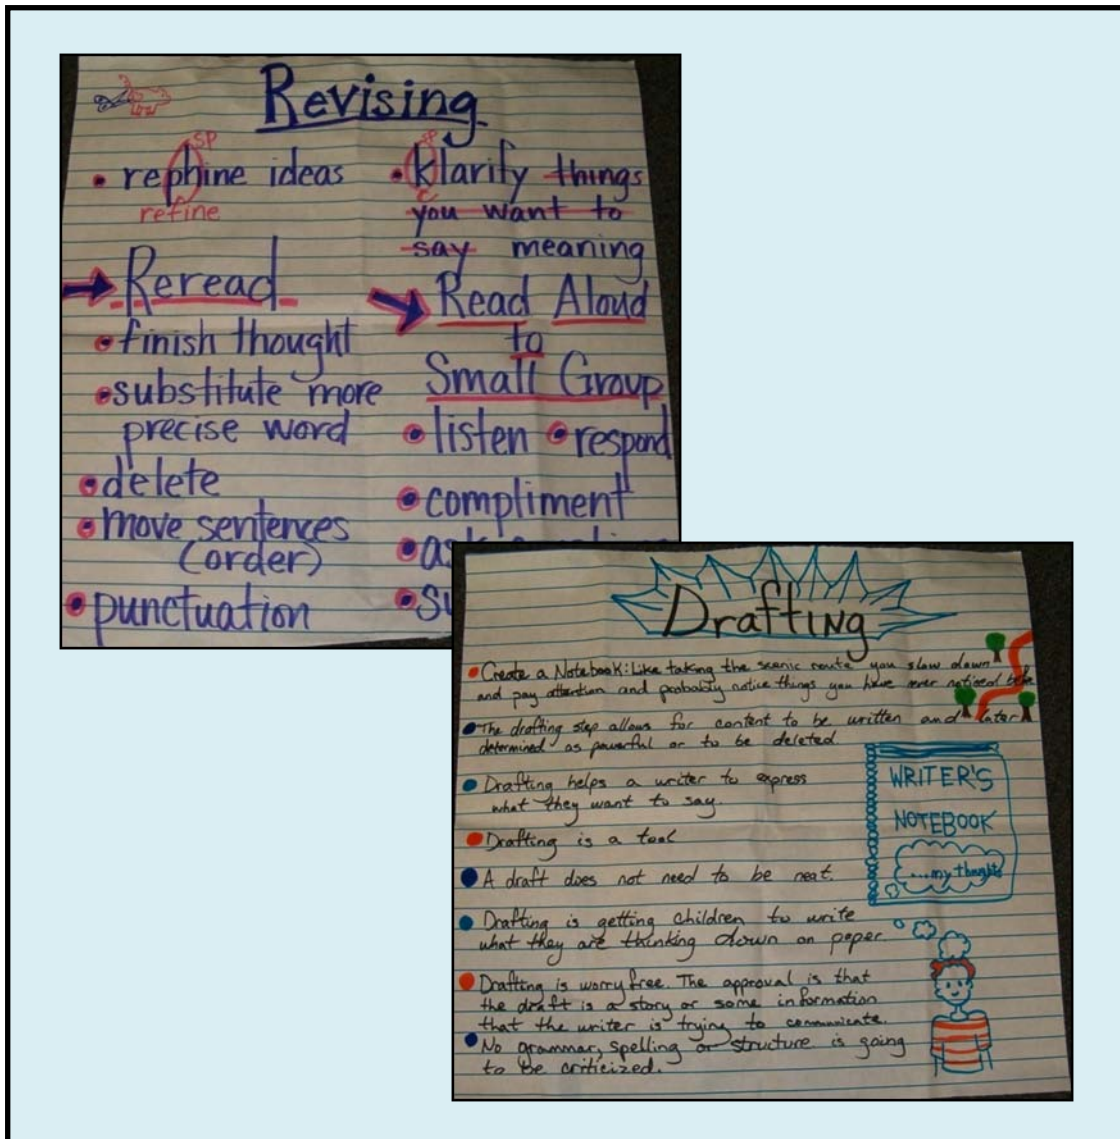 Revising
sp
• rephine ideas
refine
Reread
• finish thought
• substitute more
precise word
• delete
• move sentences
(order)
• punctuation
sp
• klarify things
c
you want to
say meaning
Read Aloud
to
Small Group
• listen • respond
• compliment
Drafting
• Create a Notebook: Like taking the scenic route you slow down
and pay attention and probably notice things you have never noticed before
• The drafting step allows for content to be written and later
determined as powerful or to be deleted.
• Drafting helps a writer to express
what they want to say.
• Drafting is a tool
• A draft does not need to be neat.
• Drafting is getting children to write
what they are thinking down on paper.
• Drafting is worry free. The approval is that
the draft is a story or some information
that the writer is trying to communicate.
• No grammar, spelling or structure is going
to be criticized.
WRITER'S
NOTEBOOK
...my thoughts